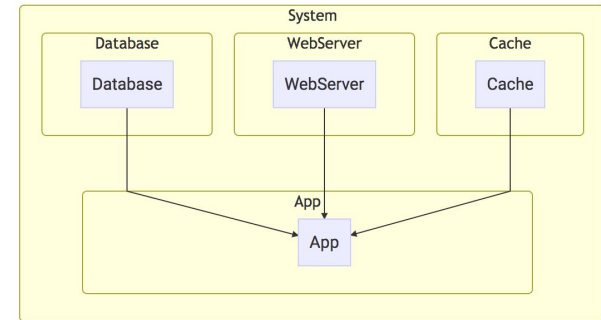 System
Database
WebServer
Cache
Database
WebServer
Cache
App
App